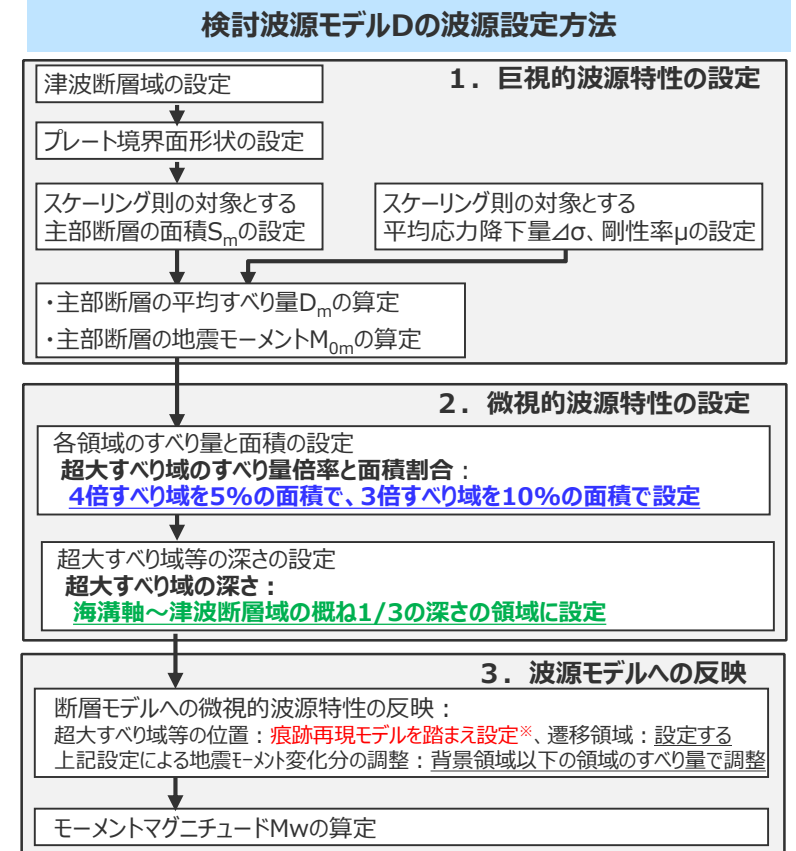 検討波源モデルDの波源設定方法
1．巨視的波源特性の設定
津波断層域の設定
プレート境界面形状の設定
スケーリング則の対象とする
主部断層の面積Smの設定
スケーリング則の対象とする
平均応力降下量⊿σ、剛性率μの設定
・主部断層の平均すべり量Dmの算定
・主部断層の地震モーメントM0mの算定
2．微視的波源特性の設定
各領域のすべり量と面積の設定
超大すべり域のすべり量倍率と面積割合：
4倍すべり域を5%の面積で、3倍すべり域を10%の面積で設定
超大すべり域等の深さの設定
超大すべり域の深さ：
海溝軸～津波断層域の概ね1/3の深さの領域に設定
3．波源モデルへの反映
断層モデルへの微視的波源特性の反映：
超大すべり域等の位置：痕跡再現モデルを踏まえ設定※、遷移領域：設定する
上記設定による地震ﾓｰﾒﾝﾄ変化分の調整：背景領域以下の領域のすべり量で調整
モーメントマグニチュードMwの算定